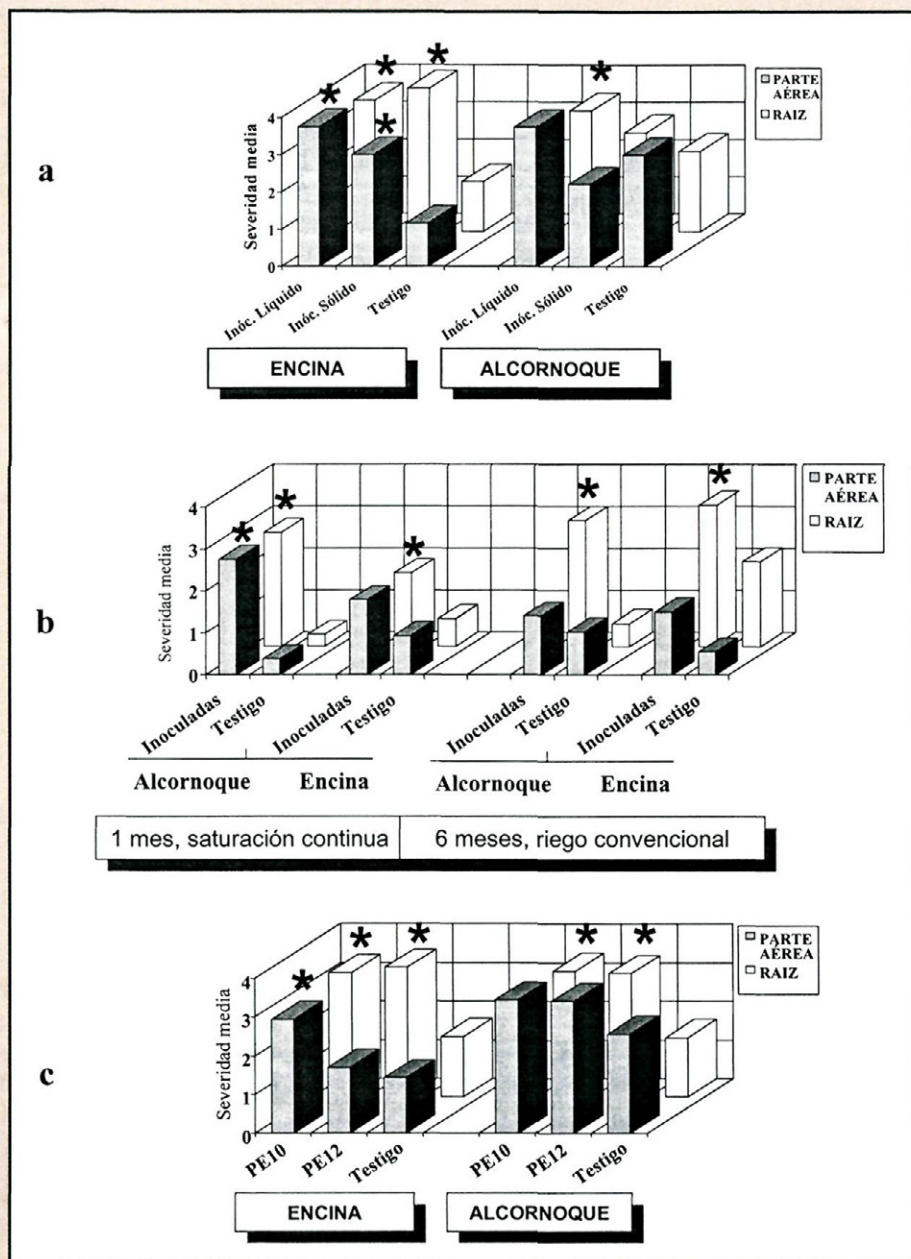 a
Severidad media
4
3
2
1
0
* * * * *
PARTE
AÉREA
RAIZ
Inóc. Líquido Inóc. Sólido Testigo Inóc. Líquido Inóc. Sólido Testigo
ENCINA ALCORNOQUE
b
Severidad media
4
3
2
1
0
* * * * *
PARTE
AÉREA
RAIZ
Inoculadas Testigo Inoculadas Testigo Inoculadas Testigo Inoculadas Testigo
Alcornoque Encina Alcornoque Encina
1 mes, saturación continua 6 meses, riego convencional
c
Severidad media
4
3
2
1
0
* * * * *
PARTE
AÉREA
RAIZ
PE10 PE12 Testigo PE10 PE12 Testigo
ENCINA ALCORNOQUE